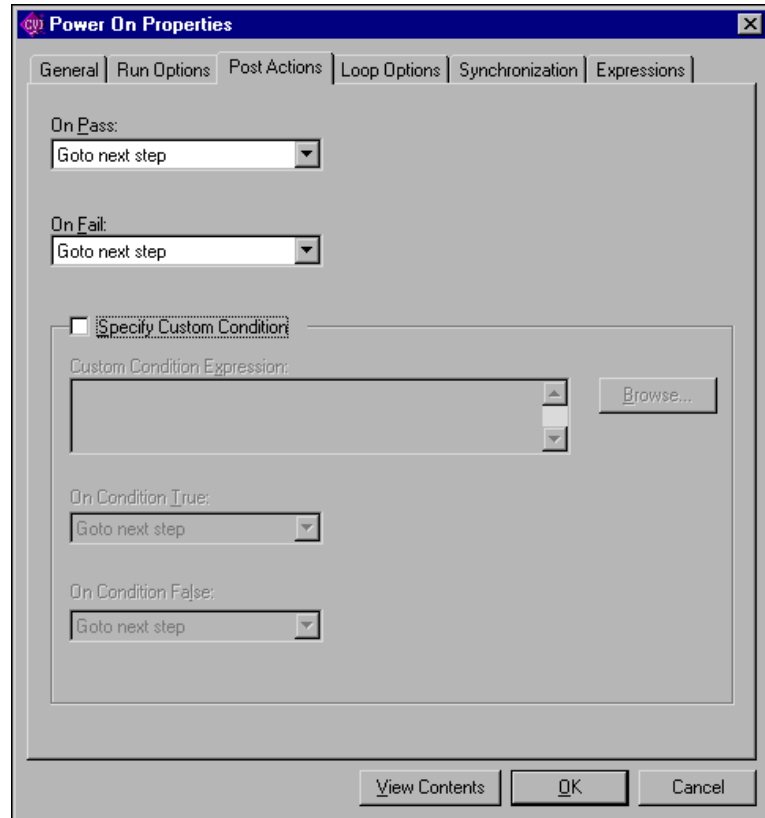 CVI Power On Properties
General Run Options Post Actions Loop Options Synchronization Expressions
On Pass:
Goto next step
On Fail:
Goto next step
Specify Custom Condition
Custom Condition Expression:
Browse...
On Condition True:
Goto next step
On Condition False:
Goto next step
View Contents OK Cancel